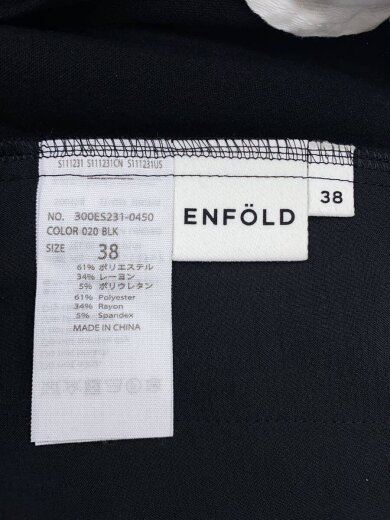 S111231 S111231CN S111231US
NO. 300ES231-0450
COLOR 020 BLK
SIZE 38
61% ポリエステル
34% レーヨン
5% ポリウレタン
61% Polyester
34% Rayon
5% Spandex
MADE IN CHINA
ENFÖLD
38